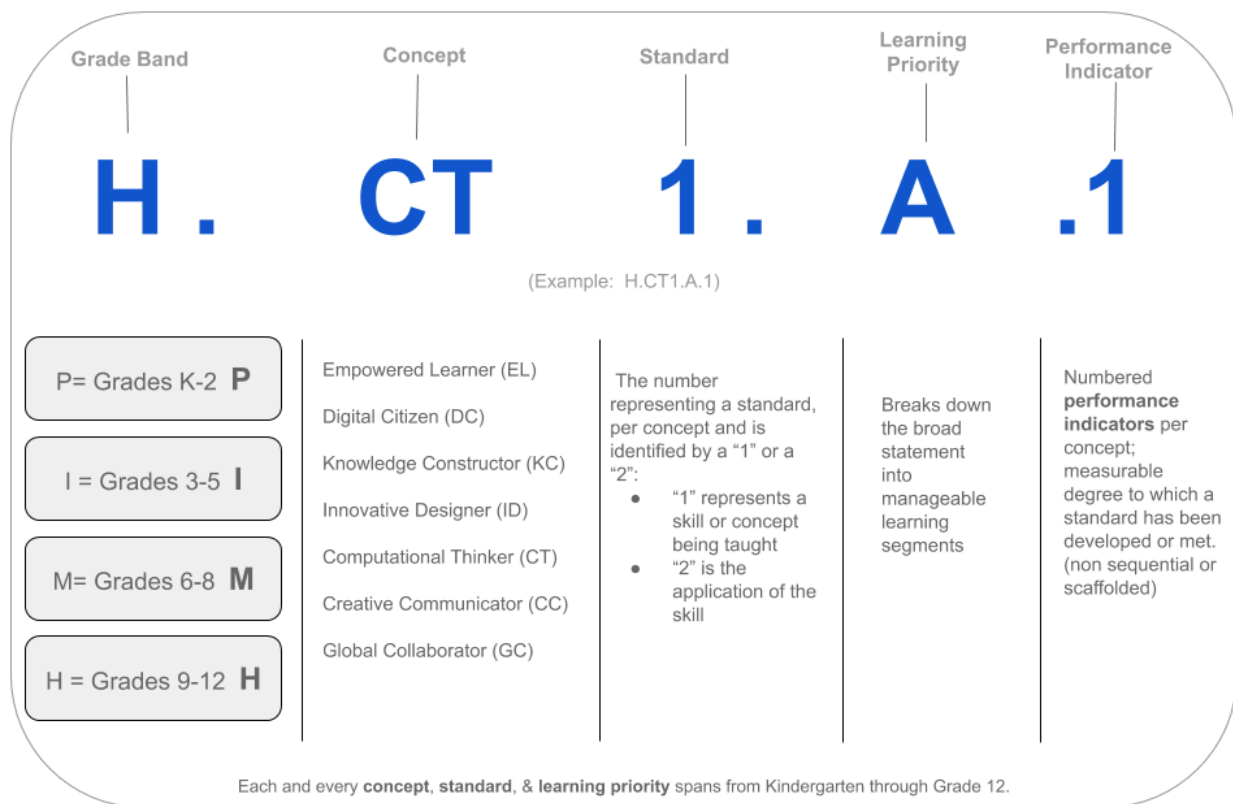 Grade Band
Concept
Standard
Learning
Priority
Performance
Indicator
H . CT 1 . A .1
(Example:  H.CT1.A.1)
P= Grades K-2 P
I = Grades 3-5 I
M= Grades 6-8 M
H = Grades 9-12 H
Empowered Learner (EL)
Digital Citizen (DC)
Knowledge Constructor (KC)
Innovative Designer (ID)
Computational Thinker (CT)
Creative Communicator (CC)
Global Collaborator (GC)
The number
representing a standard,
per concept and is
identified by a “1” or a
“2”:
● “1” represents a
skill or concept
being taught
● “2” is the
application of the
skill
Breaks down
the broad
statement
into
manageable
learning
segments
Numbered
performance
indicators per
concept;
measurable
degree to which a
standard has been
developed or met.
(non sequential or
scaffolded)
Each and every concept, standard, & learning priority spans from Kindergarten through Grade 12.